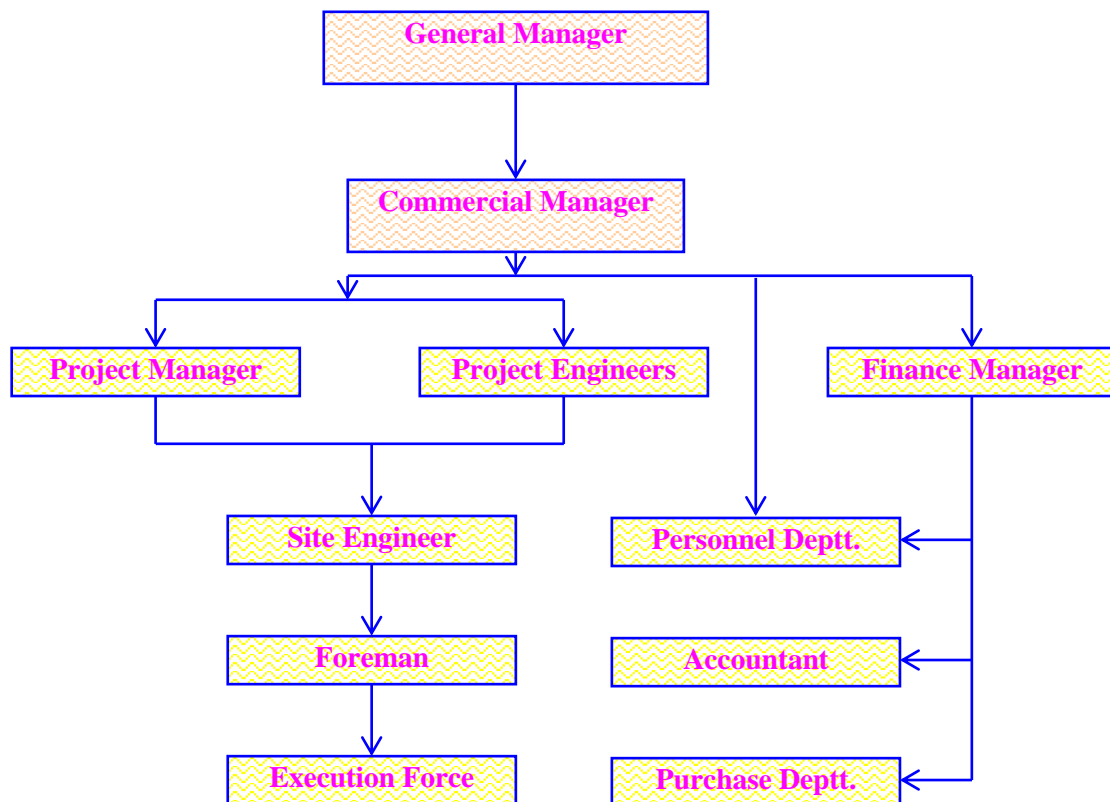 General Manager
Commercial Manager
Project Manager
Project Engineers
Finance Manager
Site Engineer
Personnel Deptt.
Foreman
Accountant
Execution Force
Purchase Deptt.